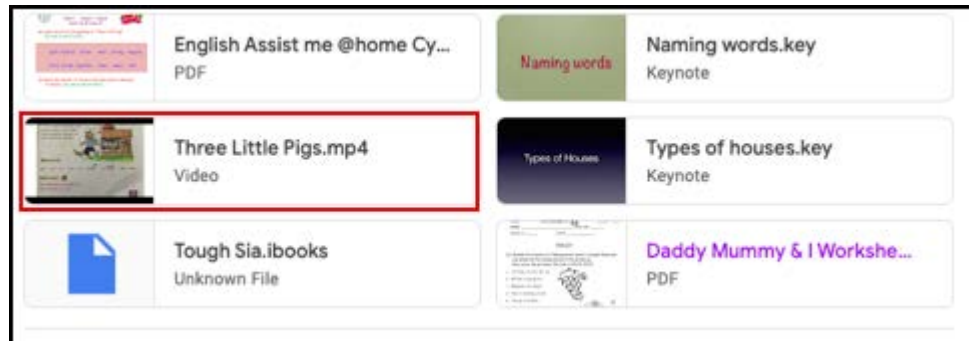 English Assist me @home Cy...
PDF
Naming words
Naming words.key
Keynote
Three Little Pigs.mp4
Video
Types of Houses
Types of houses.key
Keynote
Tough Sia.ibooks
Unknown File
Daddy Mummy & I Workshe...
PDF